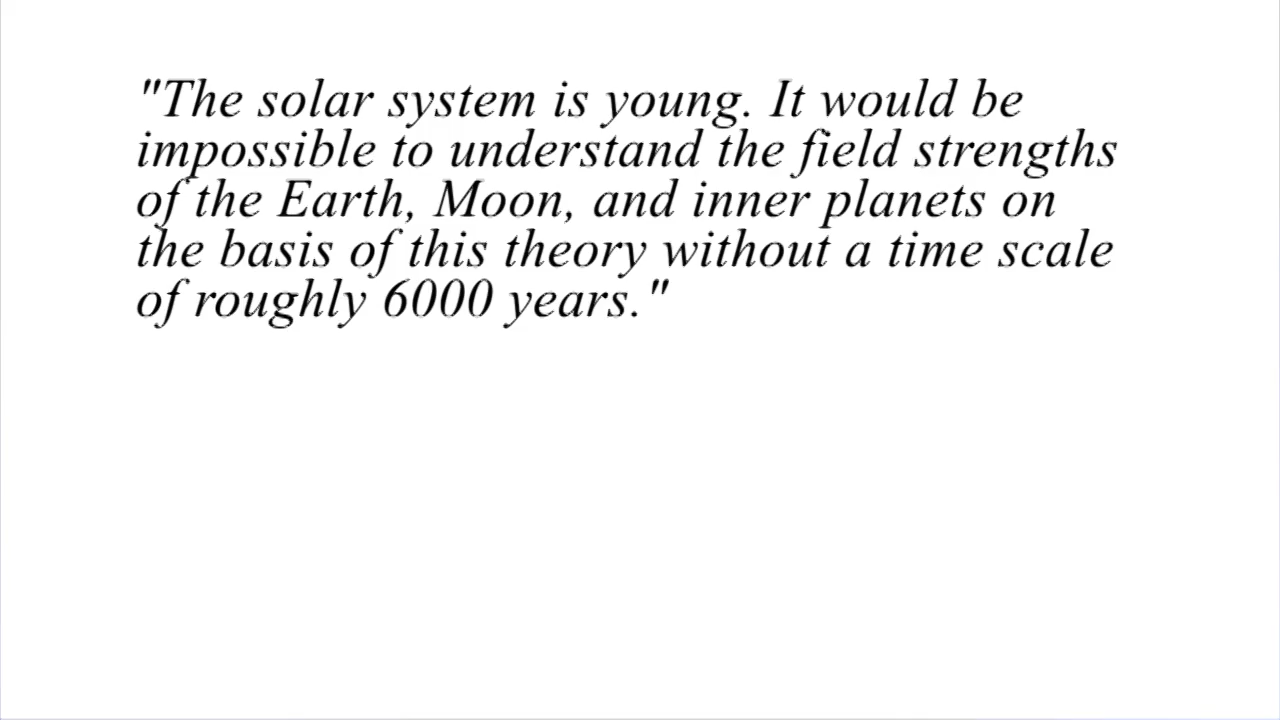 "The solar system is young. It would be
impossible to understand the field strengths
of the Earth, Moon, and inner planets on
the basis of this theory without a time scale
of roughly 6000 years."